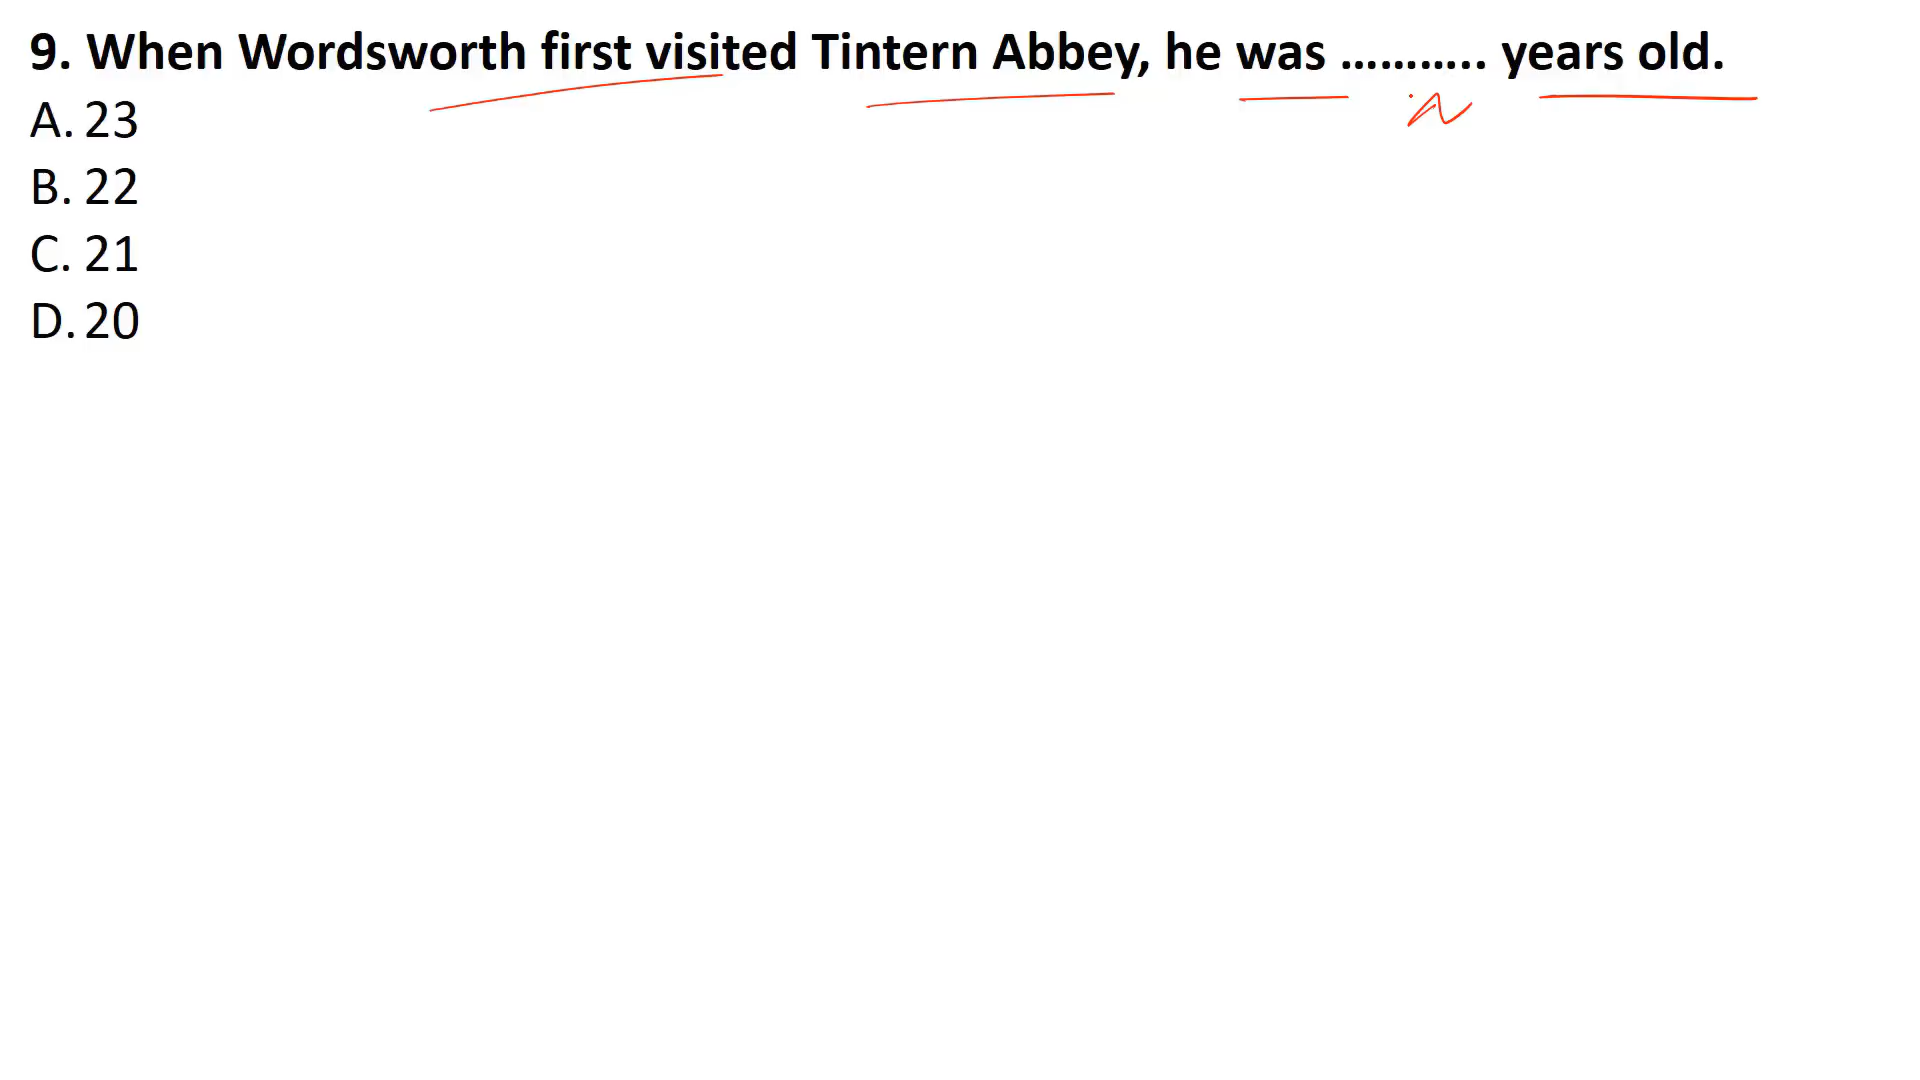 9. When Wordsworth first visited Tintern Abbey, he was ……….. years old.
A. 23
B. 22
C. 21
D. 20